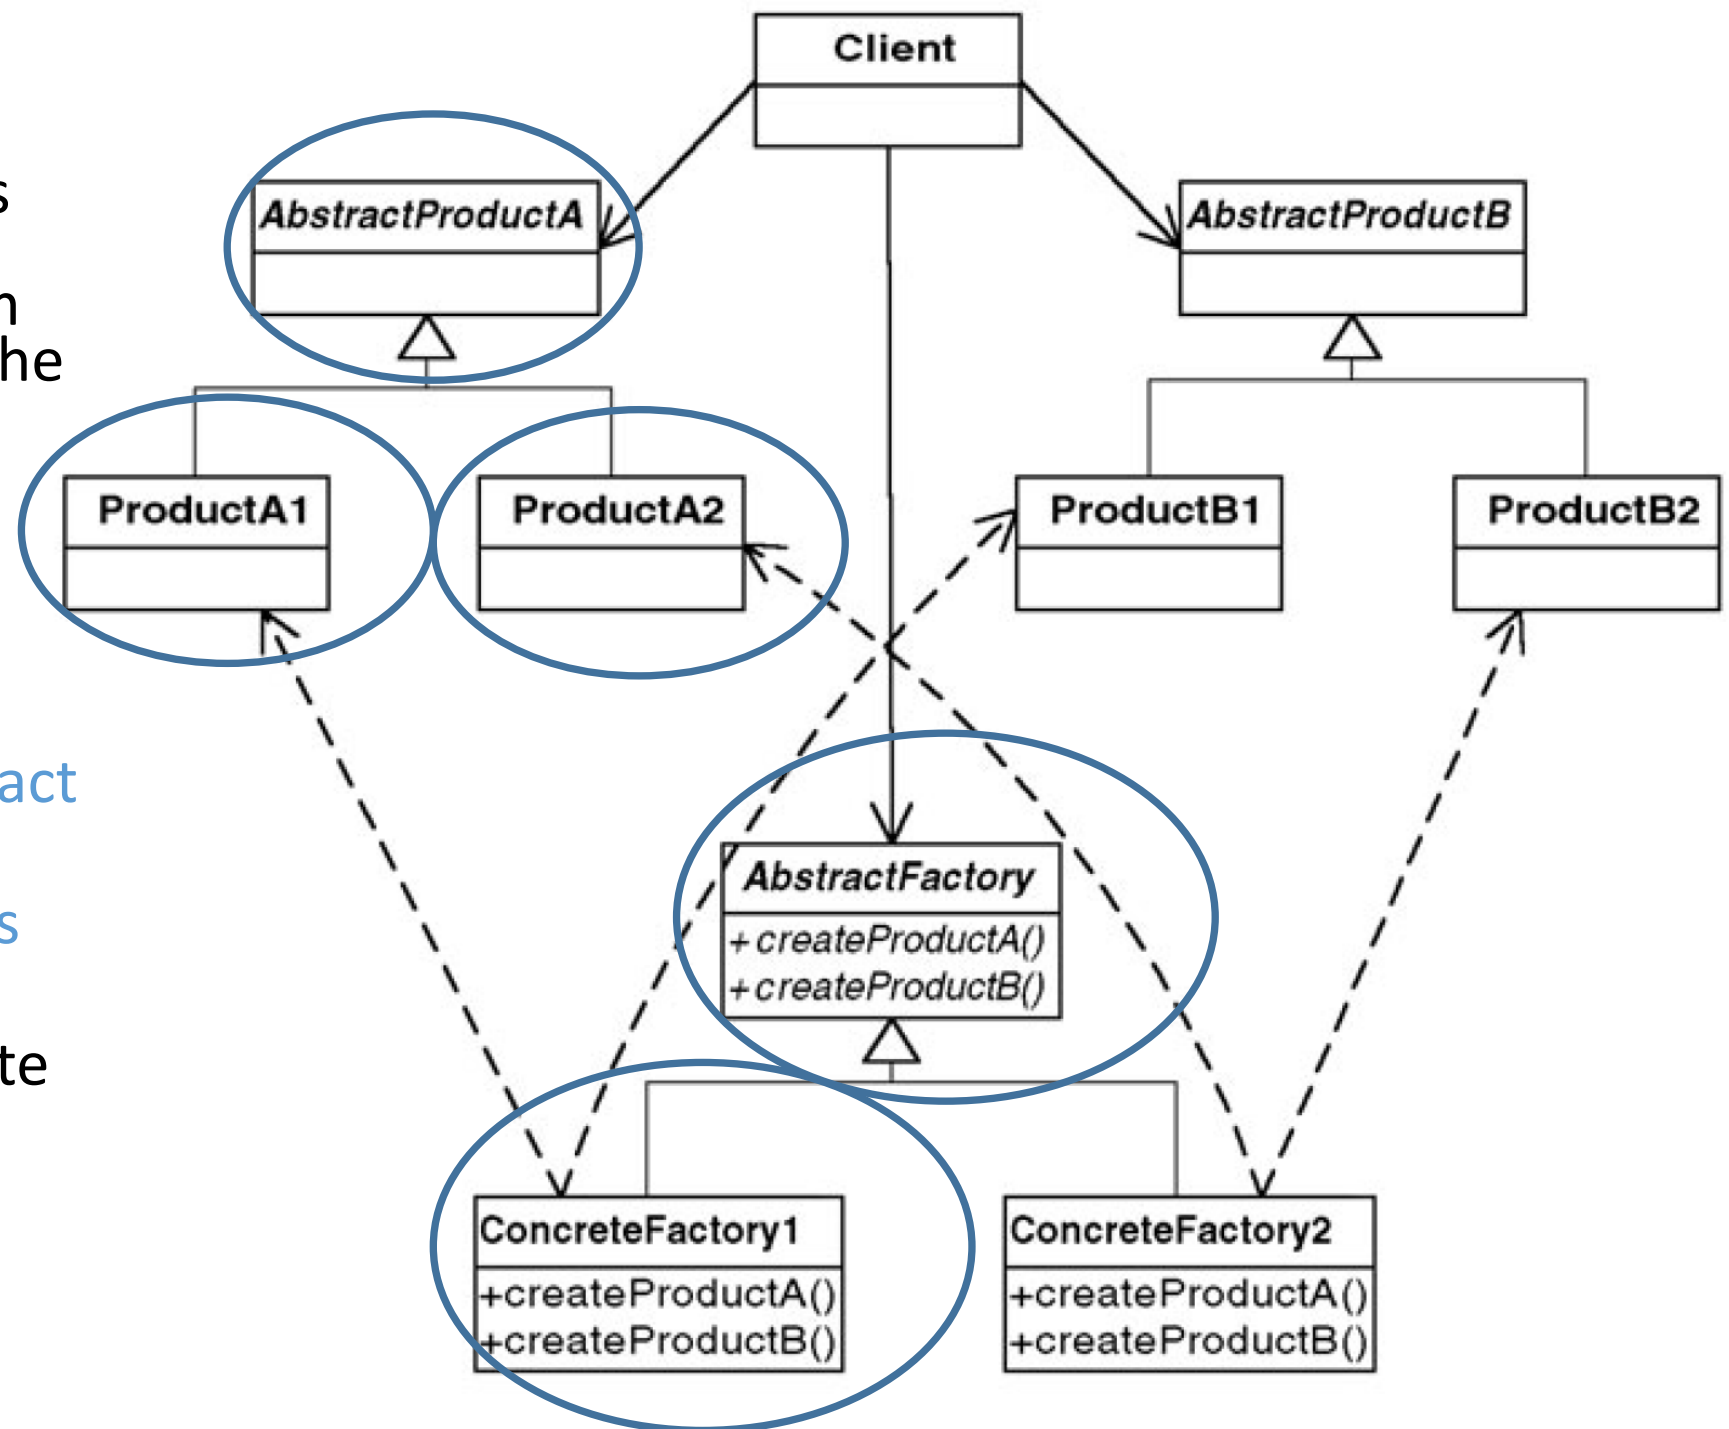 Client
s
AbstractProductA
AbstractProductB
n
he
ProductA1
ProductA2
ProductB1
ProductB2
act
AbstractFactory
+ createProductA()
+ createProductB()
s
te
ConcreteFactory1
+createProductA()
+createProductB()
ConcreteFactory2
+createProductA()
+createProductB()